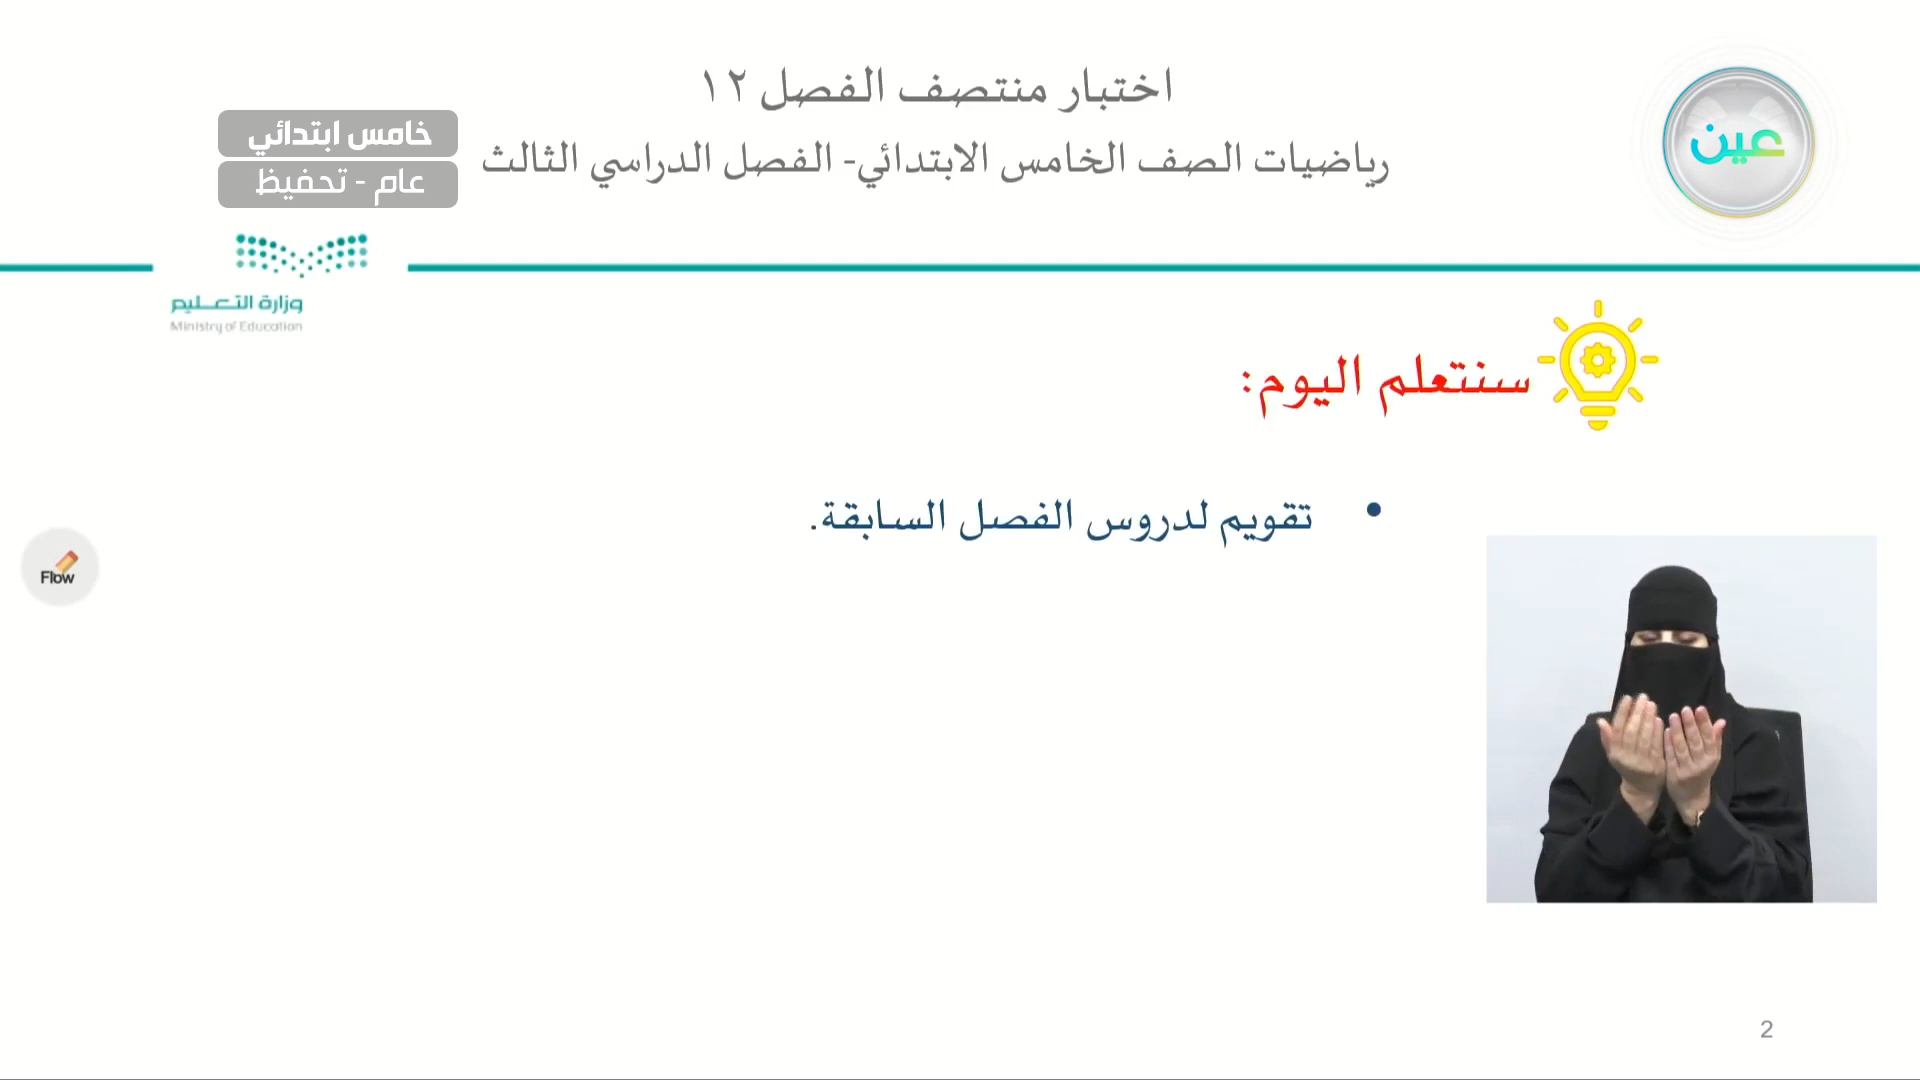 اختبار منتصف الفصل ١٢
رياضيات الصف الخامس الابتدائي- الفصل الدراسي الثالث
خامس ابتدائي
عام - تحفيظ
عين
وزارة التعليم
Ministry of Education
سنتعلم اليوم:
• تقويم لدروس الفصل السابقة.
Flow
2